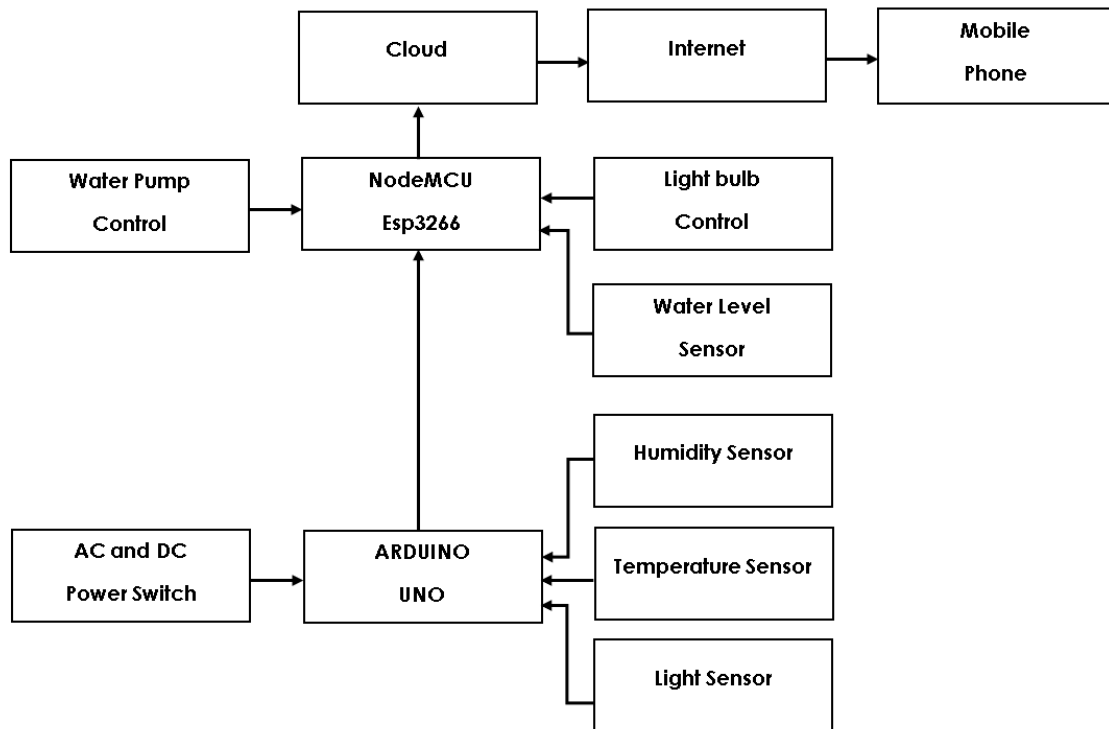 Cloud
Internet
Mobile
Phone
Water Pump
Control
NodeMCU
Esp3266
Light bulb
Control
Water Level
Sensor
Humidity Sensor
AC and DC
Power Switch
ARDUINO
UNO
Temperature Sensor
Light Sensor